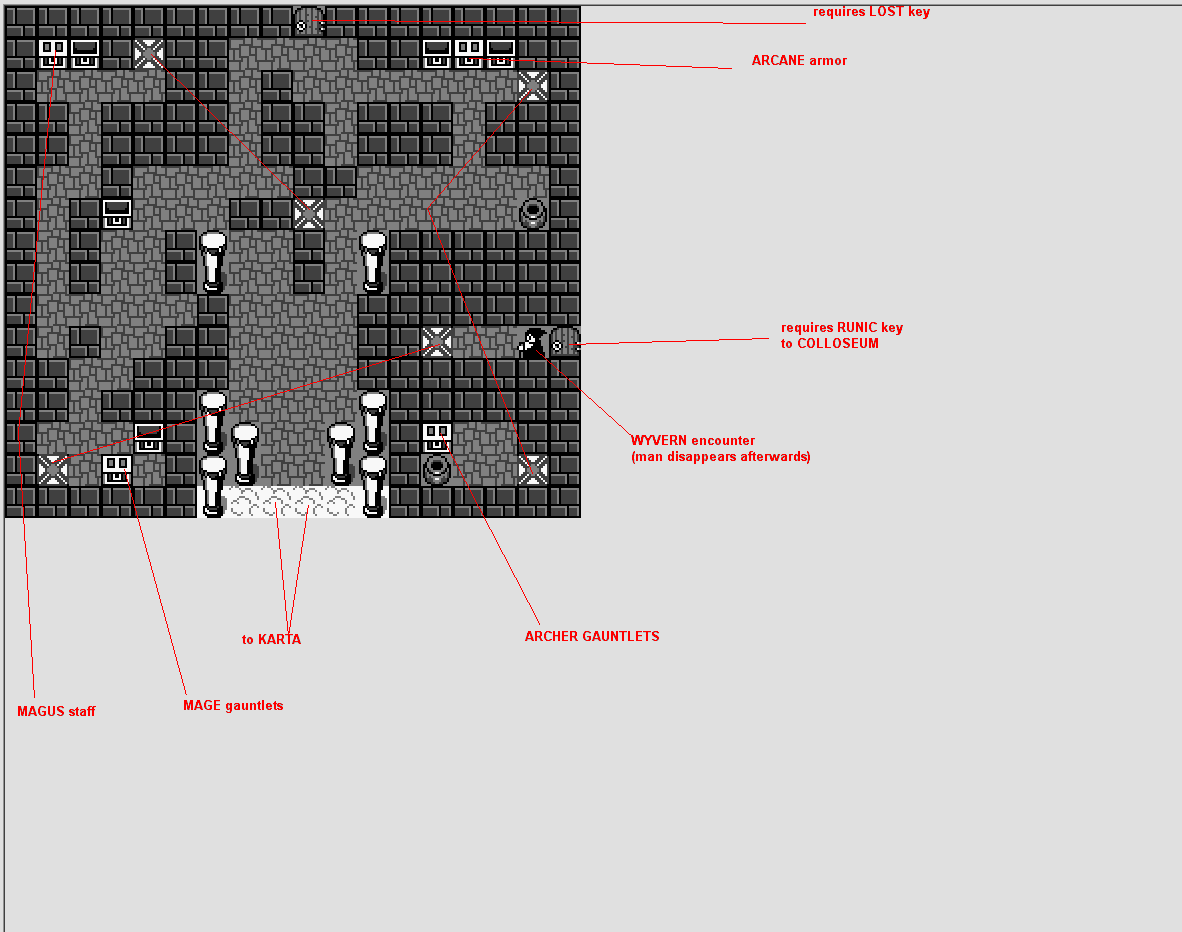 requires LOST key
ARCANE armor
requires RUNIC key
to COLLOSEUM
WYVERN encounter
(man disappears afterwards)
to KARTA
ARCHER GAUNTLETS
MAGUS staff
MAGE gauntlets